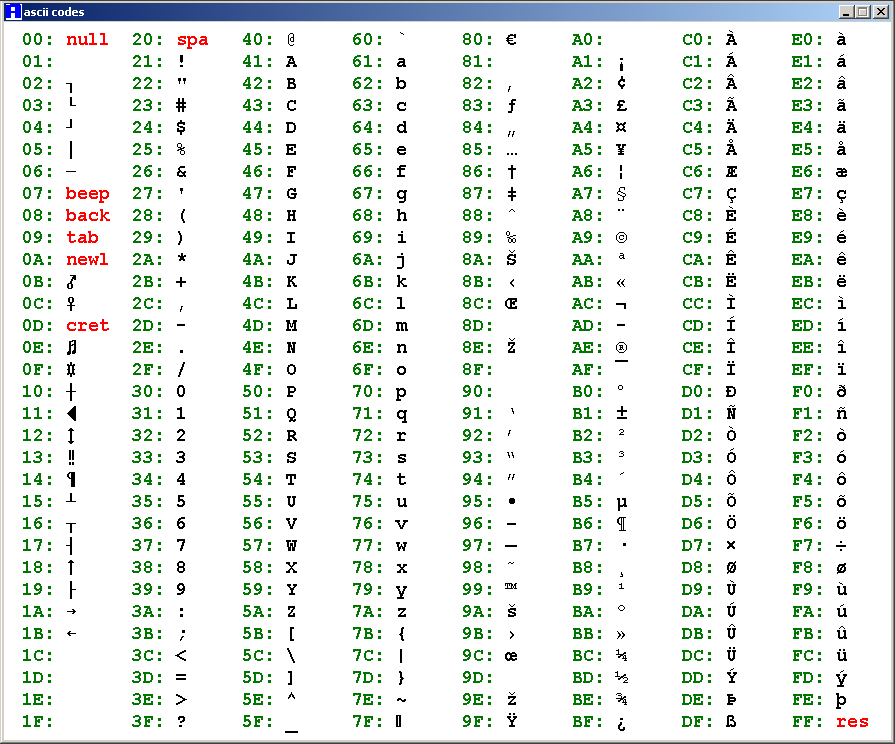 ascii codes
00: null 20: spa 40: @ 60: ` 80: € A0: C0: À E0: à
01: 21: ! 41: A 61: a 81: A1: ¡ C1: Á E1: á
02: ┐ 22: " 42: B 62: b 82: ‚ A2: ¢ C2: Â E2: â
03: └ 23: # 43: C 63: c 83: ƒ A3: £ C3: Ã E3: ã
04: ┘ 24: $ 44: D 64: d 84: „ A4: ¤ C4: Ä E4: ä
05: │ 25: % 45: E 65: e 85: … A5: ¥ C5: Å E5: å
06: ─ 26: & 46: F 66: f 86: † A6: ¦ C6: Æ E6: æ
07: beep 27: ' 47: G 67: g 87: ‡ A7: § C7: Ç E7: ç
08: back 28: ( 48: H 68: h 88: ˆ A8: ¨ C8: È E8: è
09: tab 29: ) 49: I 69: i 89: ‰ A9: © C9: É E9: é
0A: newl 2A: * 4A: J 6A: j 8A: Š AA: ª CA: Ê EA: ê
0B: ♂ 2B: + 4B: K 6B: k 8B: ‹ AB: « CB: Ë EB: ë
0C: ♀ 2C: , 4C: L 6C: l 8C: Œ AC: ¬ CC: Ì EC: ì
0D: cret 2D: - 4D: M 6D: m 8D: AD: - CD: Í ED: í
0E: ♫ 2E: . 4E: N 6E: n 8E: ž AE: ® CE: Î EE: î
0F: ☼ 2F: / 4F: O 6F: o 8F: AF: ¯ CF: Ï EF: ï
10: ┼ 30: 0 50: P 70: p 90: B0: ° D0: Ð F0: ð
11: ◄ 31: 1 51: Q 71: q 91: ‘ B1: ± D1: Ñ F1: ñ
12: ↕ 32: 2 52: R 72: r 92: ’ B2: ² D2: Ò F2: ò
13: ‼ 33: 3 53: S 73: s 93: “ B3: ³ D3: Ó F3: ó
14: ¶ 34: 4 54: T 74: t 94: ” B4: ´ D4: Ô F4: ô
15: ┴ 35: 5 55: U 75: u 95: • B5: µ D5: Õ F5: õ
16: ┬ 36: 6 56: V 76: v 96: – B6: ¶ D6: Ö F6: ö
17: ┤ 37: 7 57: W 77: w 97: — B7: · D7: × F7: ÷
18: ↑ 38: 8 58: X 78: x 98: ˜ B8: ¸ D8: Ø F8: ø
19: ├ 39: 9 59: Y 79: y 99: ™ B9: ¹ D9: Ù F9: ù
1A: → 3A: : 5A: Z 7A: z 9A: š BA: º DA: Ú FA: ú
1B: ← 3B: ; 5B: [ 7B: { 9B: › BB: » DB: Û FB: û
1C: 3C: < 5C: \ 7C: | 9C: œ BC: ¼ DC: Ü FC: ü
1D: 3D: = 5D: ] 7D: } 9D: BD: ½ DD: Ý FD: ý
1E: 3E: > 5E: ^ 7E: ~ 9E: ž BE: ¾ DE: Þ FE: þ
1F: 3F: ? 5F: _ 7F: ▯ 9F: Ÿ BF: ¿ DF: ß FF: res